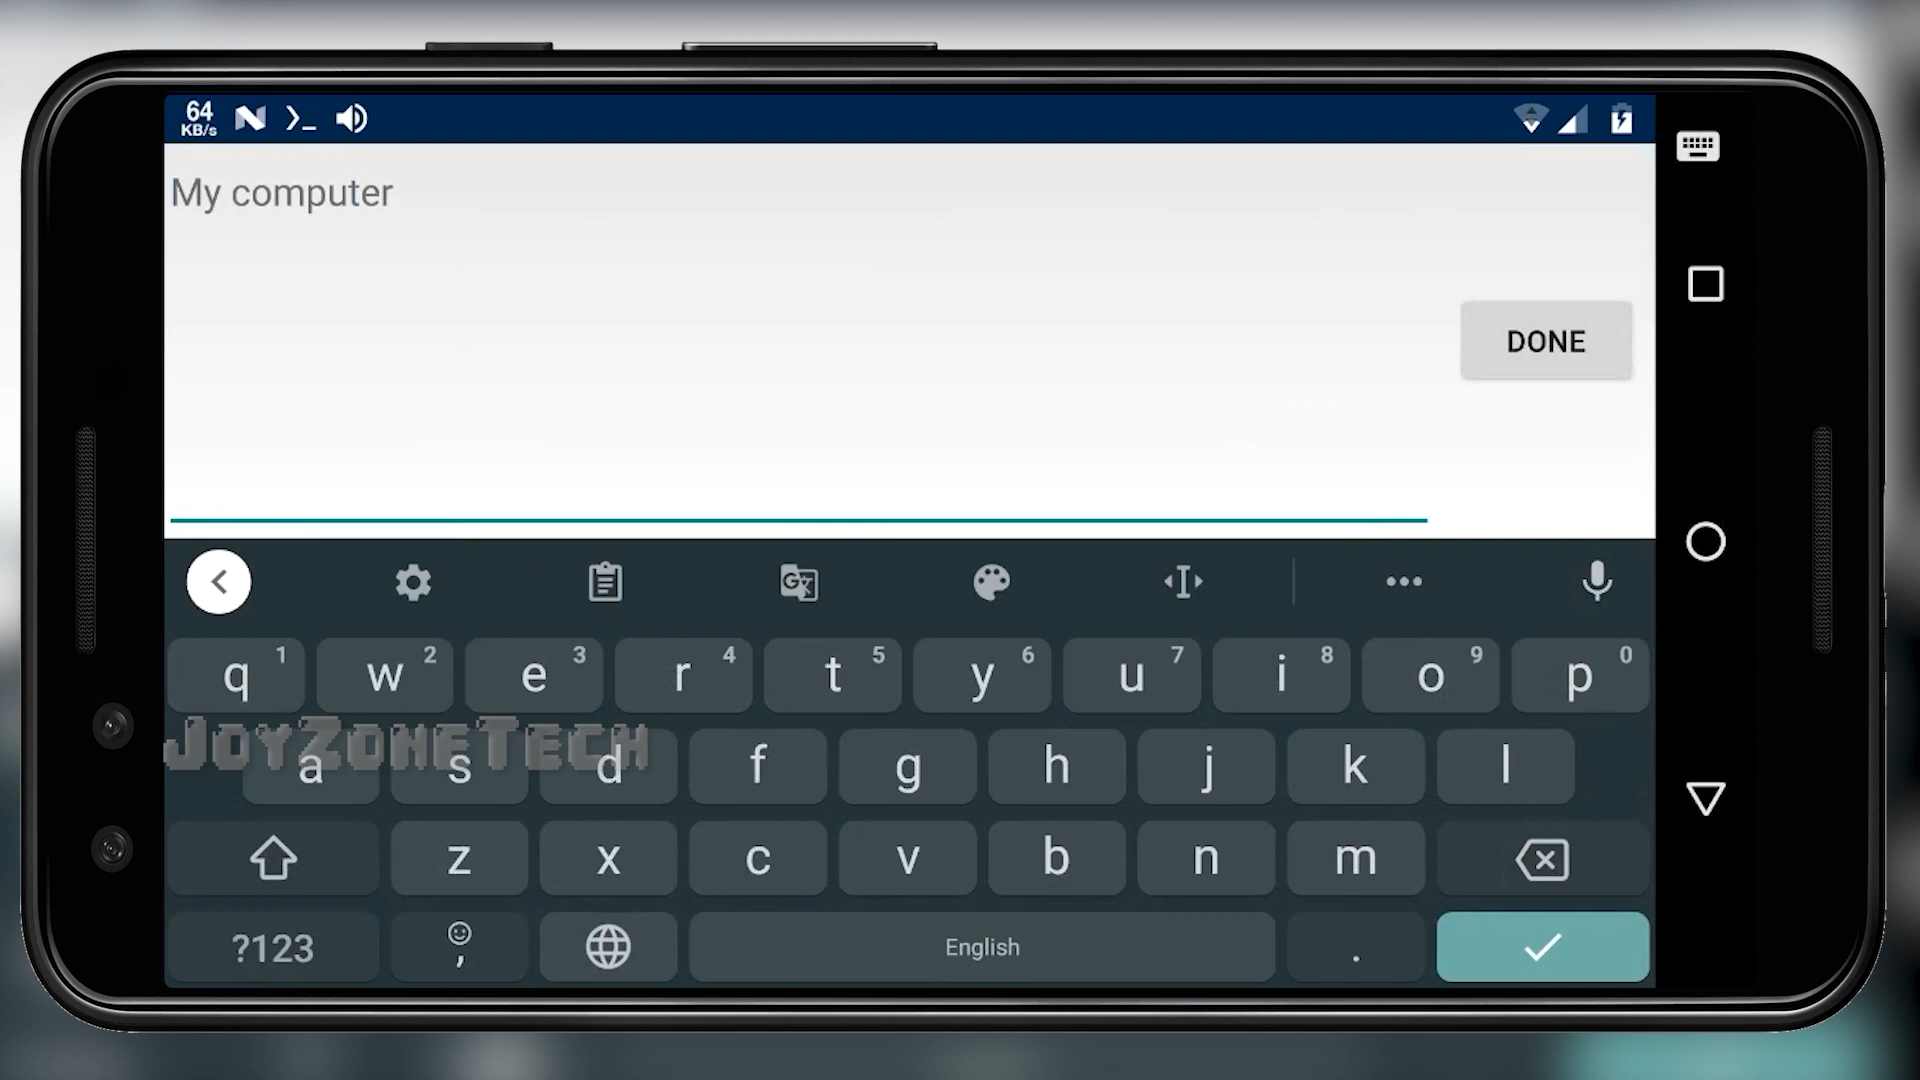 64
KB/s
My computer
DONE
q 1 w 2 e 3 r 4 t 5 y 6 u 7 i 8 o 9 p 0
JoyZoneTech
a s d f g h j k l
z x c v b n m
?123 , English .